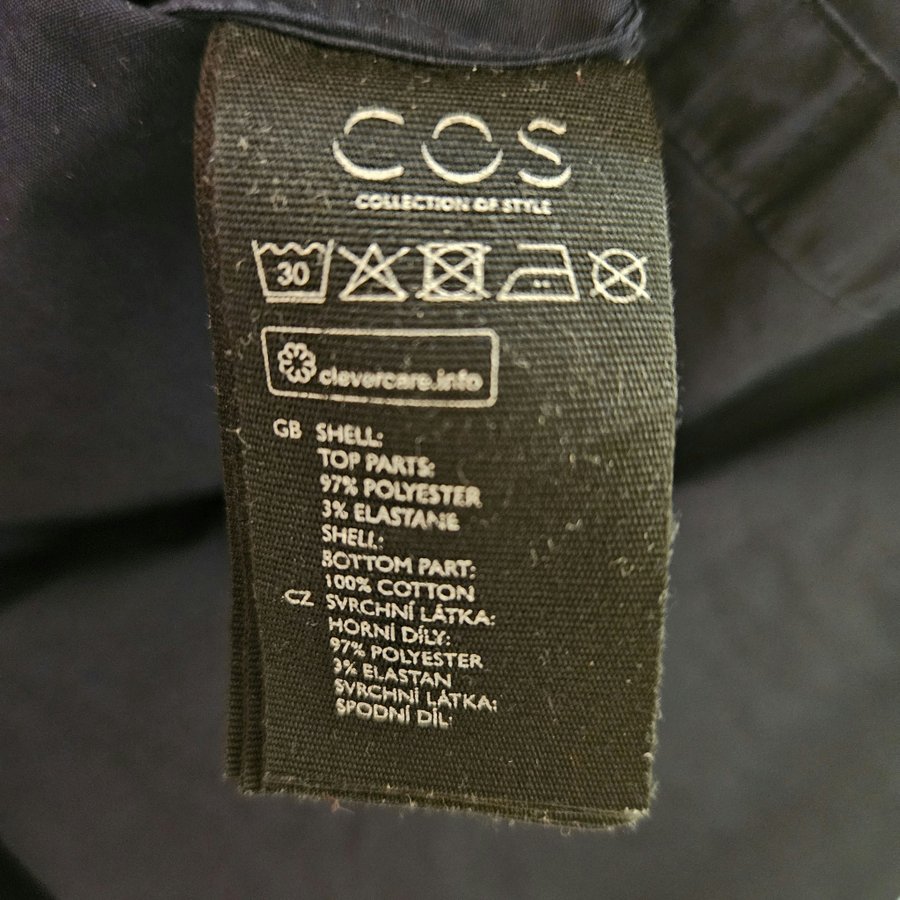 COS
COLLECTION OF STYLE
30
clevercare.info
GB SHELL:
TOP PARTS:
97% POLYESTER
3% ELASTANE
SHELL:
BOTTOM PART:
100% COTTON
CZ SVRCHNÍ LÁTKA:
HORNÍ DÍLY:
97% POLYESTER
3% ELASTAN
SVRCHNÍ LÁTKA:
SPODNÍ DÍL: